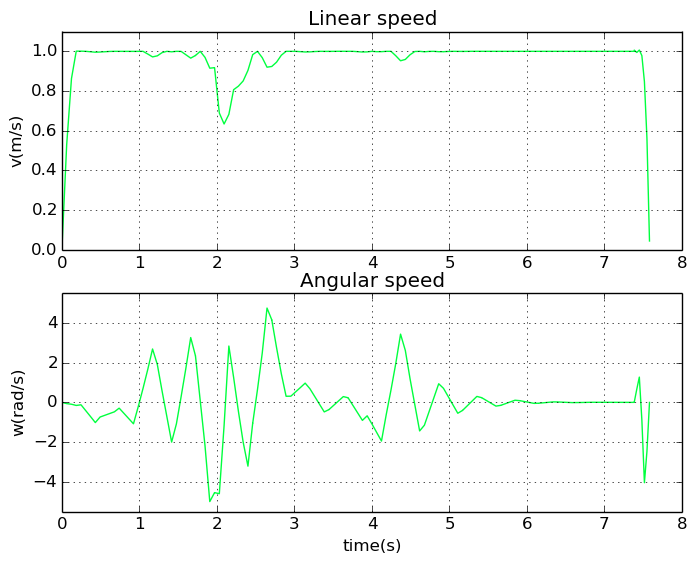 Linear speed
v(m/s)
1.0
0.8
0.6
0.4
0.2
0.0
0 1 2 3 4 5 6 7 8
Angular speed
w(rad/s)
4
2
0
−2
−4
0 1 2 3 4 5 6 7 8
time(s)